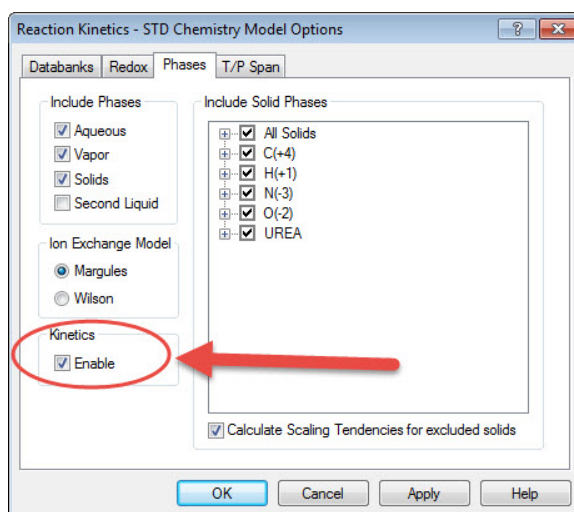 Reaction Kinetics - STD Chemistry Model Options
Databanks Redox Phases T/P Span
Include Phases
Aqueous
Vapor
Solids
Second Liquid
Ion Exchange Model
Margules
Wilson
Kinetics
Enable
Include Solid Phases
All Solids
C(+4)
H(+1)
N(-3)
O(-2)
UREA
Calculate Scaling Tendencies for excluded solids
OK Cancel Apply Help